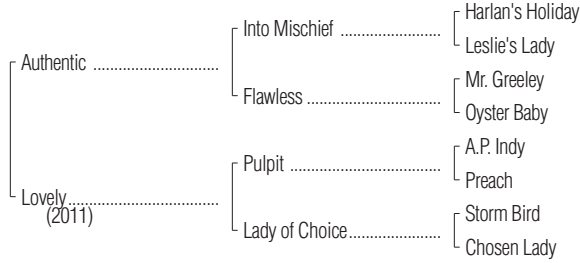 Harlan's Holiday
Into Mischief ......................
Leslie's Lady
Authentic ...........................
Mr. Greeley
Flawless .............................
Oyster Baby
A.P. Indy
Pulpit .................................
Preach
Lovely................................
(2011)
Storm Bird
Lady of Choice....................
Chosen Lady